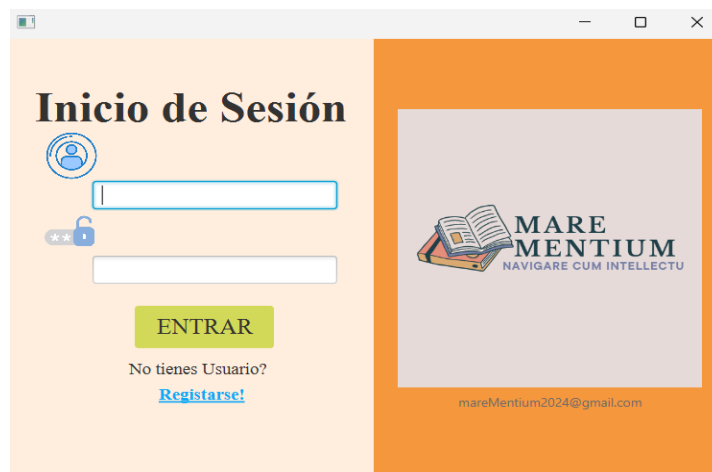 Inicio de Sesión
**
ENTRAR
No tienes Usuario?
Registarse!
MARE
MENTIUM
NAVIGARE CUM INTELLECTU
mareMentium2024@gmail.com